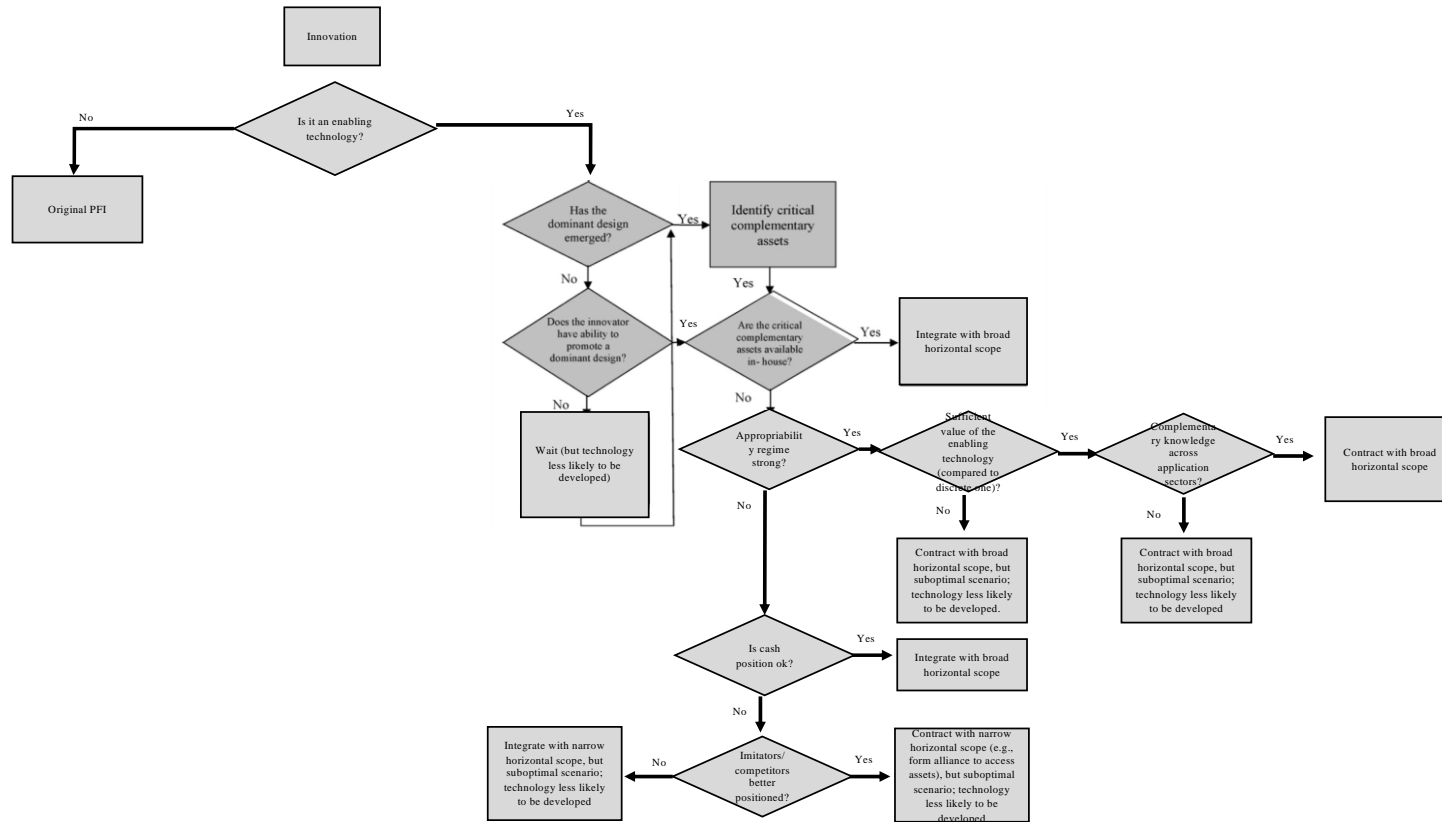 Innovation
Is it an enabling
technology?
No
Yes
Original PFI
Has the
dominant design
emerged?
Yes
Identify critical
complementary
assets
No
Yes
Does the innovator
have ability to
promote a
dominant design?
Yes
Are the critical
complementary
assets available
in- house?
Yes
Integrate with broad
horizontal scope
No
No
Wait (but technology
less likely to be
developed)
Appropriabilit
y regime
strong?
Yes
Sufficient
value of the
enabling
technology
(compared to
discrete one)?
Yes
Complementa
ry knowledge
across
application
sectors?
Yes
Contract with broad
horizontal scope
No
No
No
Contract with broad
horizontal scope, but
suboptimal scenario;
technology less likely
to be developed.
Contract with broad
horizontal scope, but
suboptimal scenario;
technology less likely
to be developed
Is cash
position ok?
Yes
Integrate with broad
horizontal scope
No
Integrate with narrow
horizontal scope, but
suboptimal scenario;
technology less likely
to be developed
No
Imitators/
competitors
better
positioned?
Yes
Contract with narrow
horizontal scope (e.g.,
form alliance to access
assets), but suboptimal
scenario; technology
less likely to be
developed